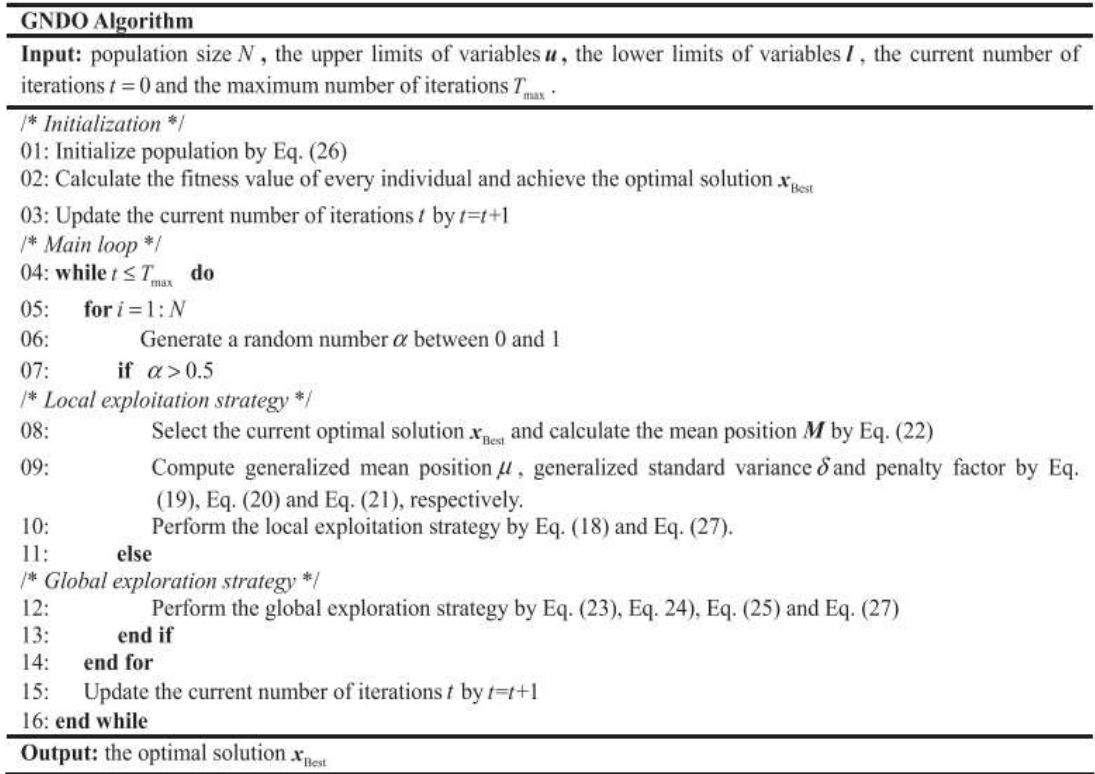 GNDO Algorithm
Input: population size N , the upper limits of variables u , the lower limits of variables l , the current number of
iterations t = 0 and the maximum number of iterations T_max .
/* Initialization */
01: Initialize population by Eq. (26)
02: Calculate the fitness value of every individual and achieve the optimal solution x_Best
03: Update the current number of iterations t by t=t+1
/* Main loop */
04: while t ≤ T_max do
05: for i = 1 : N
06: Generate a random number α between 0 and 1
07: if α > 0.5
/* Local exploitation strategy */
08: Select the current optimal solution x_Best and calculate the mean position M by Eq. (22)
09: Compute generalized mean position μ , generalized standard variance δ and penalty factor by Eq.
(19), Eq. (20) and Eq. (21), respectively.
10: Perform the local exploitation strategy by Eq. (18) and Eq. (27).
11: else
/* Global exploration strategy */
12: Perform the global exploration strategy by Eq. (23), Eq. 24), Eq. (25) and Eq. (27)
13: end if
14: end for
15: Update the current number of iterations t by t=t+1
16: end while
Output: the optimal solution x_Best